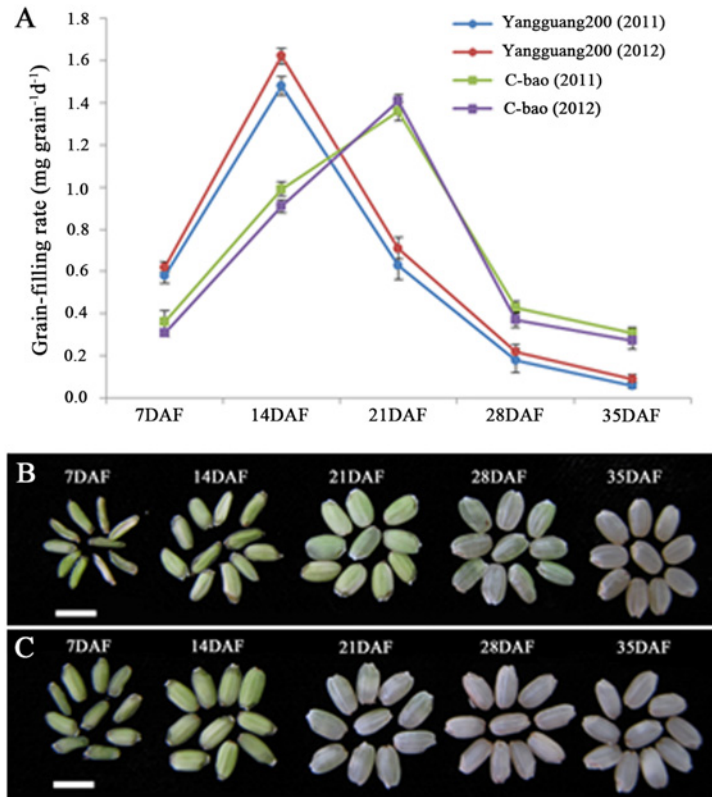 A
Grain-filling rate (mg grain⁻¹d⁻¹)
1.8
1.6
1.4
1.2
1.0
0.8
0.6
0.4
0.2
0.0
Yangguang200 (2011)
Yangguang200 (2012)
C-bao (2011)
C-bao (2012)
7DAF 14DAF 21DAF 28DAF 35DAF
B
7DAF 14DAF 21DAF 28DAF 35DAF
C
7DAF 14DAF 21DAF 28DAF 35DAF